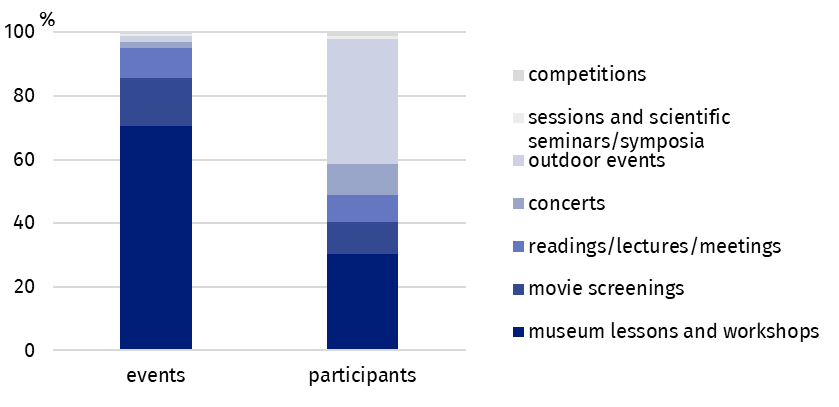 %
100
80
60
40
20
0
events participants
competitions
sessions and scientific
seminars/symposia
outdoor events
concerts
readings/lectures/meetings
movie screenings
museum lessons and workshops